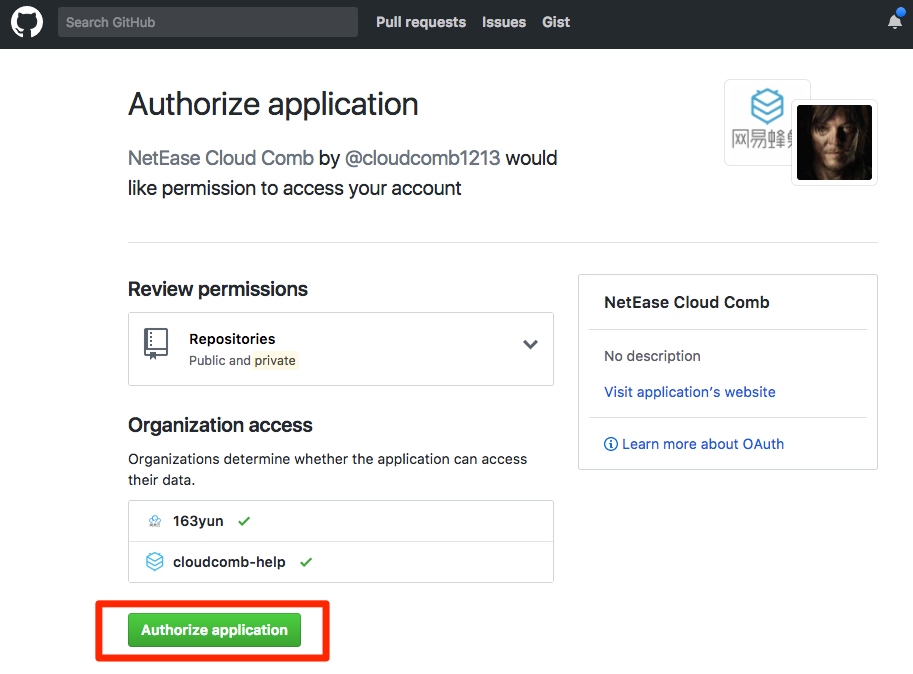 Search GitHub
Pull requests
Issues
Gist
Authorize application
网易蜂
NetEase Cloud Comb by @cloudcomb1213 would
like permission to access your account
Review permissions
Repositories
Public and private
Organization access
Organizations determine whether the application can access
their data.
163yun
cloudcomb-help
Authorize application
NetEase Cloud Comb
No description
Visit application's website
Learn more about OAuth